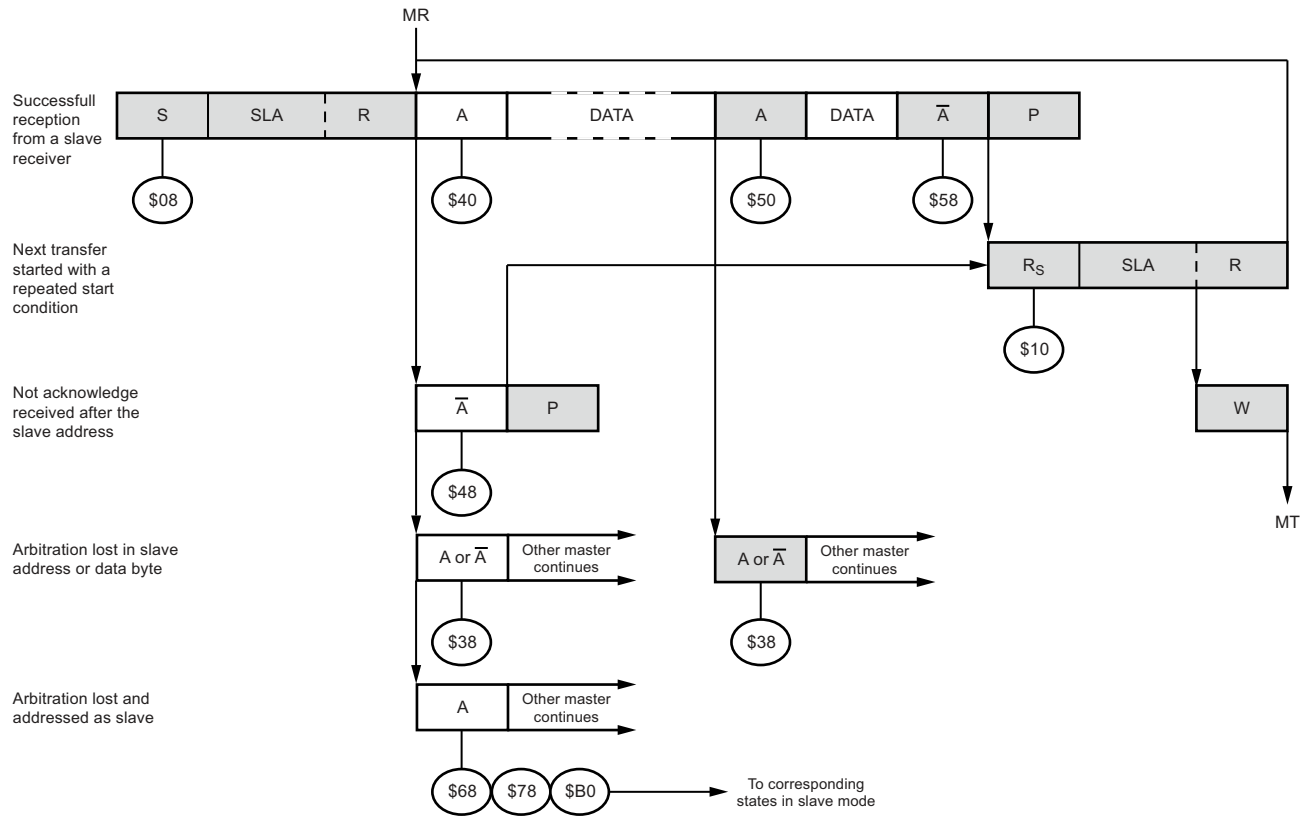 MR
Successfull
reception
from a slave
receiver
S SLA R A DATA A DATA A̅ P
$08 $40 $50 $58
Next transfer
started with a
repeated start
condition
RS SLA R
$10
Not acknowledge
received after the
slave address
A̅ P W
$48
MT
Arbitration lost in slave
address or data byte
A or A̅ Other master
continues
A or A̅ Other master
continues
$38 $38
Arbitration lost and
addressed as slave
A Other master
continues
$68 $78 $B0 To corresponding
states in slave mode